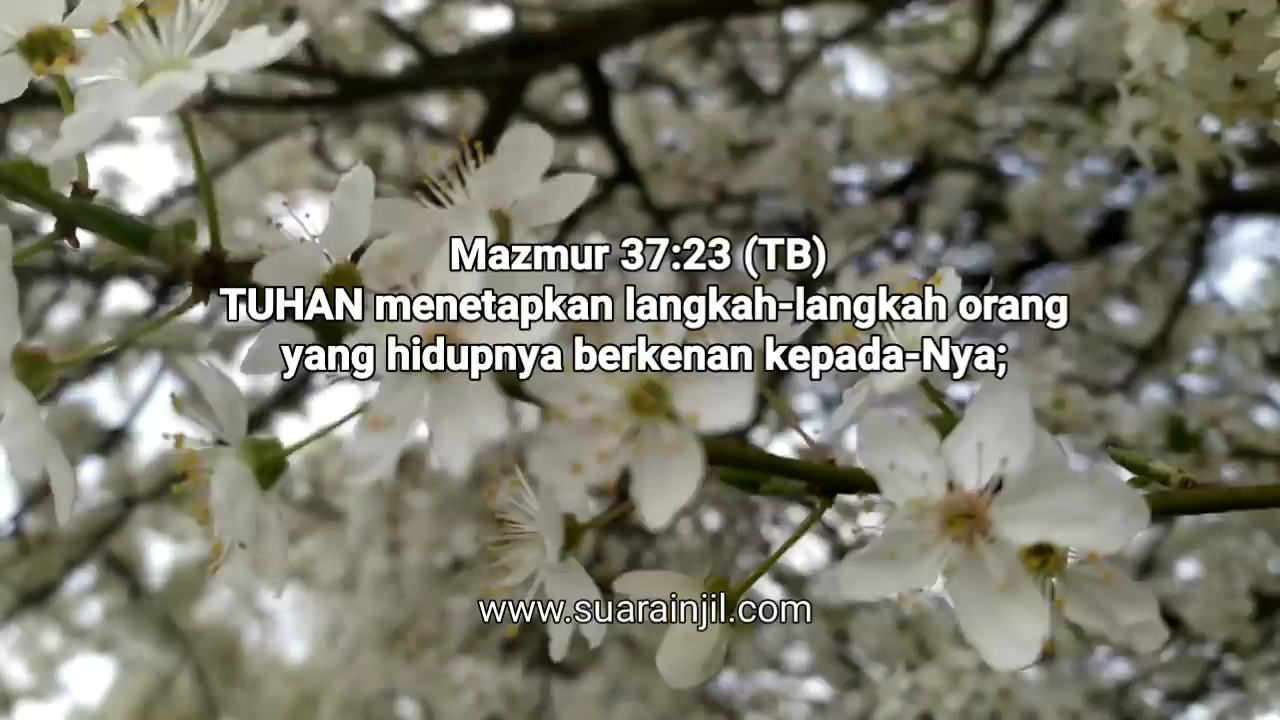 Mazmur 37:23 (TB)
TUHAN menetapkan langkah-langkah orang
yang hidupnya berkenan kepada-Nya;
www.suarainjil.com